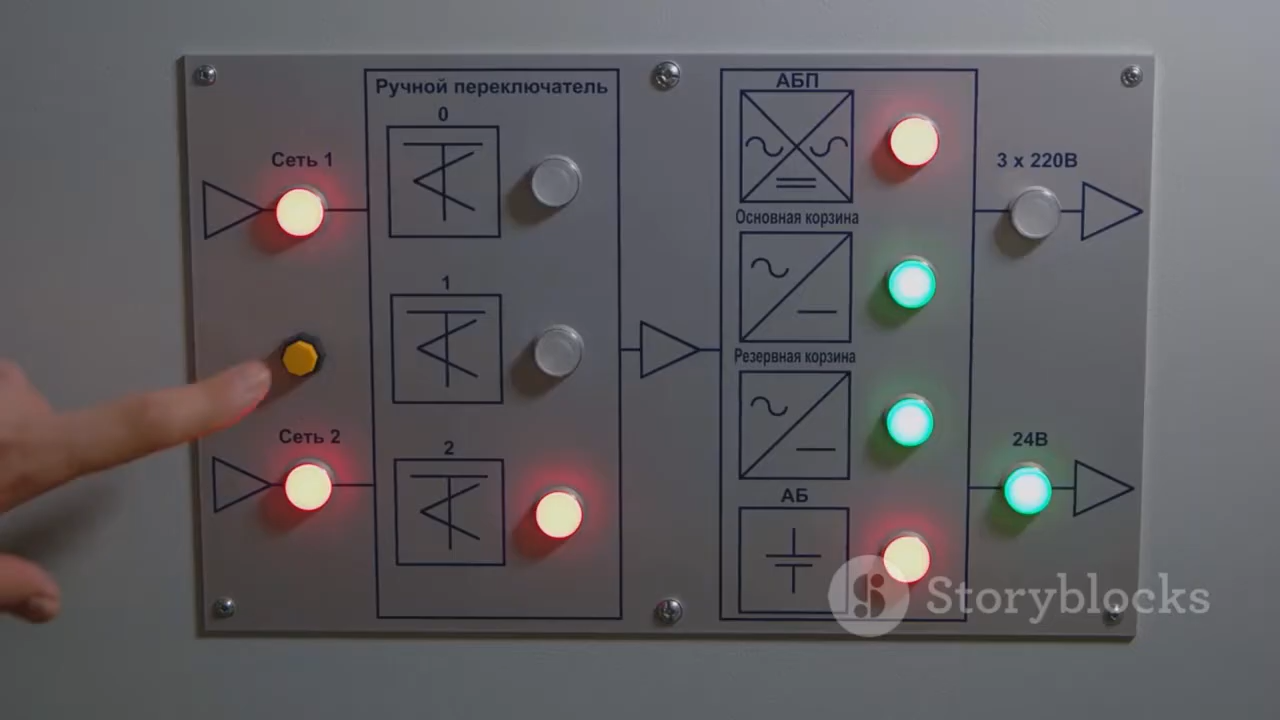 Сеть 1
Сеть 2
Ручной переключатель
0
1
2
АБП
Основная корзина
Резервная корзина
АБ
3 х 220В
24В
Storyblocks